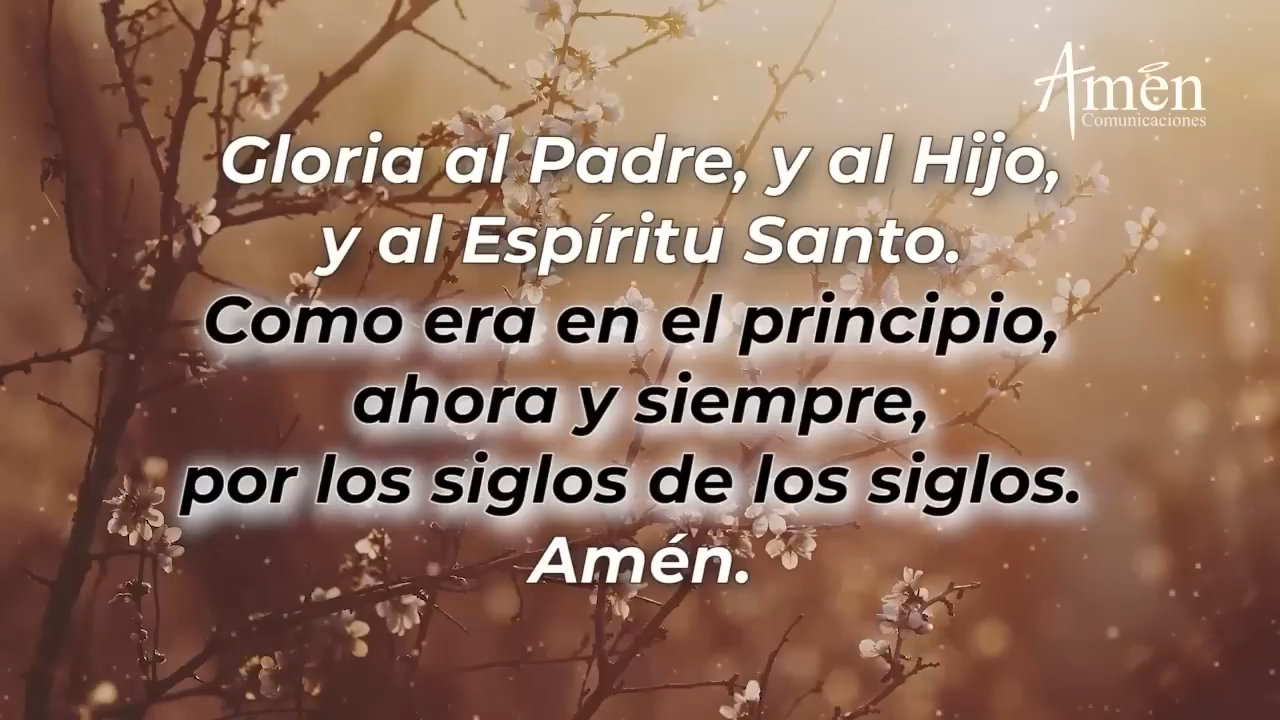 Amén
Comunicaciones
Gloria al Padre, y al Hijo,
y al Espíritu Santo.
Como era en el principio,
ahora y siempre,
por los siglos de los siglos.
Amén.